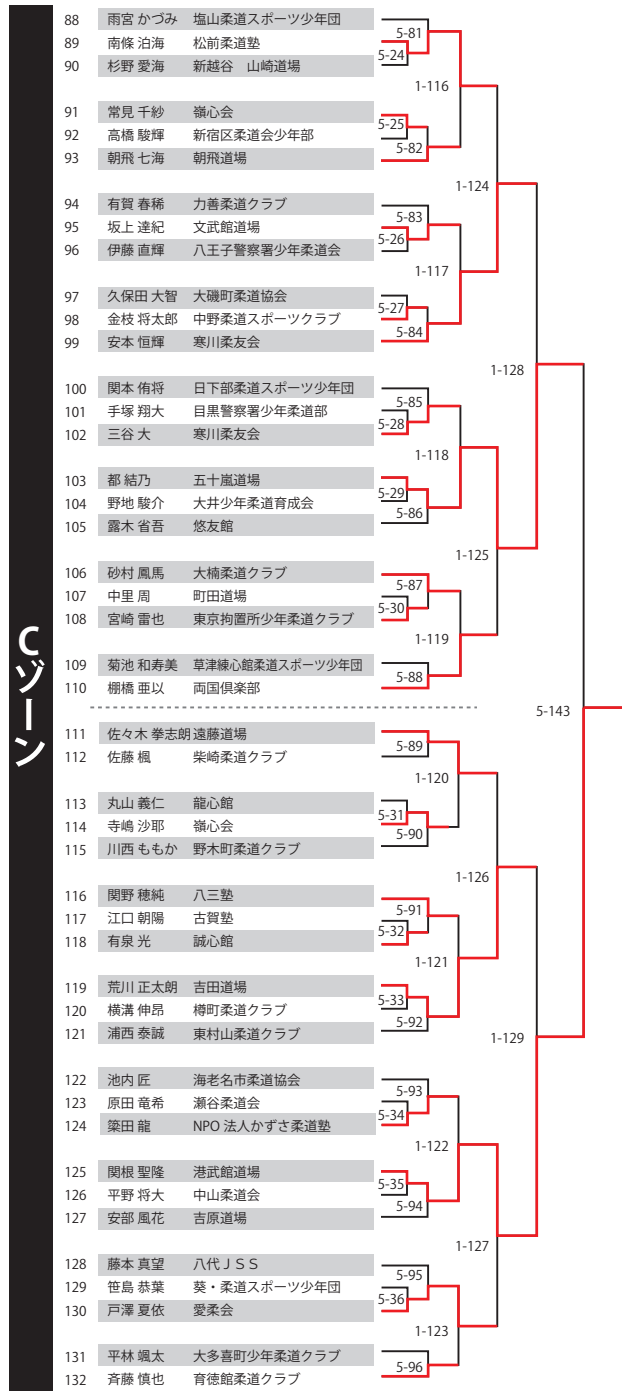 Cゾーン
88 雨宮 かづみ 塩山柔道スポーツ少年団
89 南條 泊海 松前柔道塾
90 杉野 愛海 新越谷　山崎道場
91 常見 千紗 嶺心会
92 高橋 駿輝 新宿区柔道会少年部
93 朝飛 七海 朝飛道場
94 有賀 春稀 力善柔道クラブ
95 坂上 達紀 文武館道場
96 伊藤 直輝 八王子警察署少年柔道会
97 久保田 大智 大磯町柔道協会
98 金枝 将太郎 中野柔道スポーツクラブ
99 安本 恒輝 寒川柔友会
100 関本 侑将 日下部柔道スポーツ少年団
101 手塚 翔大 目黒警察署少年柔道部
102 三谷 大 寒川柔友会
103 都 結乃 五十嵐道場
104 野地 駿介 大井少年柔道育成会
105 露木 省吾 悠友館
106 砂村 鳳馬 大楠柔道クラブ
107 中里 周 町田道場
108 宮崎 雷也 東京拘置所少年柔道クラブ
109 菊池 和寿美 草津練心館柔道スポーツ少年団
110 棚橋 亜以 両国倶楽部
111 佐々木 拳志朗 遠藤道場
112 佐藤 楓 柴崎柔道クラブ
113 丸山 義仁 龍心館
114 寺嶋 沙耶 嶺心会
115 川西 ももか 野木町柔道クラブ
116 関野 穂純 八三塾
117 江口 朝陽 古賀塾
118 有泉 光 誠心館
119 荒川 正太朗 吉田道場
120 横溝 伸昂 樽町柔道クラブ
121 浦西 泰誠 東村山柔道クラブ
122 池内 匠 海老名市柔道協会
123 原田 竜希 瀬谷柔道会
124 簗田 龍 NPO 法人かずさ柔道塾
125 関根 聖隆 港武館道場
126 平野 将大 中山柔道会
127 安部 風花 吉原道場
128 藤本 真望 八代ＪＳＳ
129 笹島 恭葉 葵・柔道スポーツ少年団
130 戸澤 夏依 愛柔会
131 平林 颯太 大多喜町少年柔道クラブ
132 斉藤 慎也 育徳館柔道クラブ
5-81
5-24
1-116
5-25
5-82
1-124
5-83
5-26
1-117
5-27
5-84
1-128
5-85
5-28
1-118
5-29
5-86
1-125
5-87
5-30
1-119
5-88
5-143
5-89
1-120
5-31
5-90
1-126
5-91
5-32
1-121
5-33
5-92
1-129
5-93
5-34
1-122
5-35
5-94
1-127
5-95
5-36
1-123
5-96